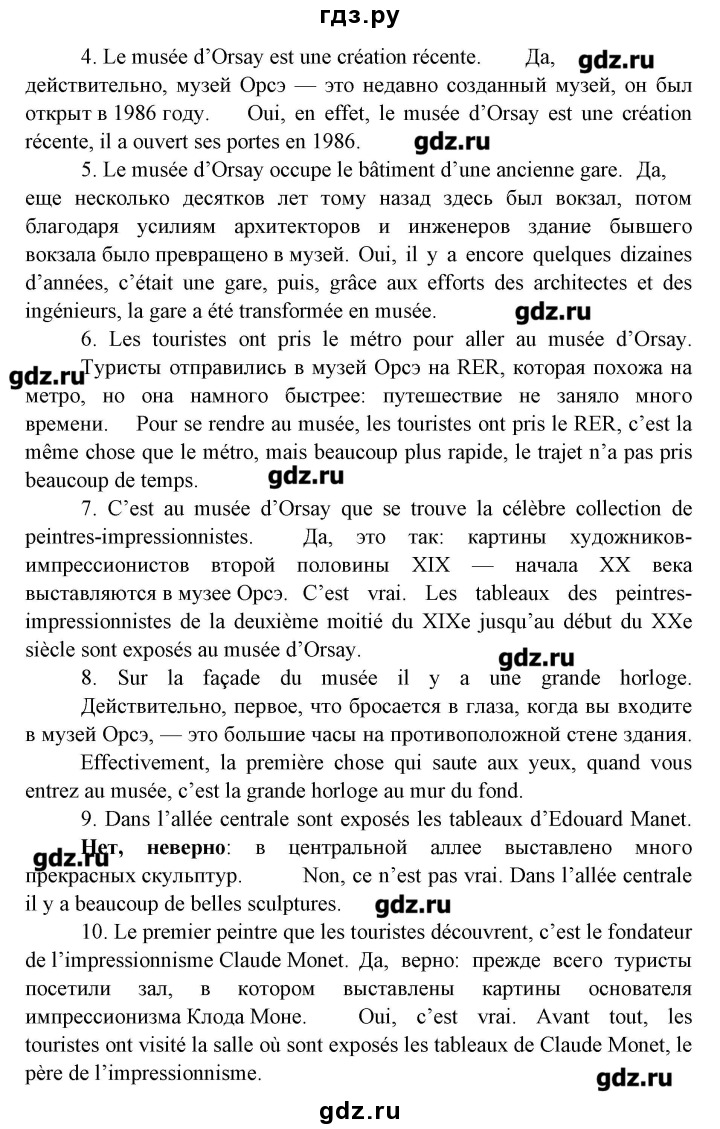 гдз.ру
4. Le musée d’Orsay est une création récente. Да, gdz.ru
действительно, музей Орсэ — это недавно созданный музей, он был
открыт в 1986 году. Oui, en effet, le musée d’Orsay est une création
récente, il a ouvert ses portes en 1986. gdz.ru
5. Le musée d’Orsay occupe le bâtiment d’une ancienne gare. Да,
еще несколько десятков лет тому назад здесь был вокзал, потом
благодаря усилиям архитекторов и инженеров здание бывшего
вокзала было превращено в музей. Oui, il y a encore quelques dizaines
d’années, c’était une gare, puis, grâce aux efforts des architectes et des
ingénieurs, la gare a été transformée en musée. gdz.ru
6. Les touristes ont pris le métro pour aller au musée d’Orsay.
gdz.ru Туристы отправились в музей Орсэ на RER, которая похожа на
метро, но она намного быстрее: путешествие не заняло много
времени. Pour se rendre au musée, les touristes ont pris le RER, c’est la
même chose que le métro, mais beaucoup plus rapide, le trajet n’a pas pris
beaucoup de temps. gdz.ru
7. C’est au musée d’Orsay que se trouve la célèbre collection de
peintres-impressionnistes. Да, это так: картины художников-
импрессионистов второй половины XIX — начала XX века
выставляются в музее Орсэ. C’est vrai. Les tableaux des peintres-
impressionnistes de la deuxième moitié du XIXe jusqu’au début du XXe
siècle sont exposés au musée d’Orsay. gdz.ru
8. Sur la façade du musée il y a une grande horloge.
Действительно, первое, что бросается в глаза, когда вы входите
в музей Орсэ, — это большие часы на противоположной стене здания.
Effectivement, la première chose qui saute aux yeux, quand vous
entrez au musée, c’est la grande horloge au mur du fond.
9. Dans l’allée centrale sont exposés les tableaux d’Edouard Manet.
gdz.ru Нет, неверно: в центральной аллее выставлено много
прекрасных скульптур. Non, ce n’est pas vrai. Dans l’allée centrale
il y a beaucoup de belles sculptures. gdz.ru
10. Le premier peintre que les touristes découvrent, c’est le fondateur
de l’impressionnisme Claude Monet. Да, верно: прежде всего туристы
посетили зал, в котором выставлены картины основателя
импрессионизма Клода Моне. Oui, c’est vrai. Avant tout, les
touristes ont visité la salle où sont exposés les tableaux de Claude Monet, le
père de l’impressionnisme. gdz.ru
gdz.ru